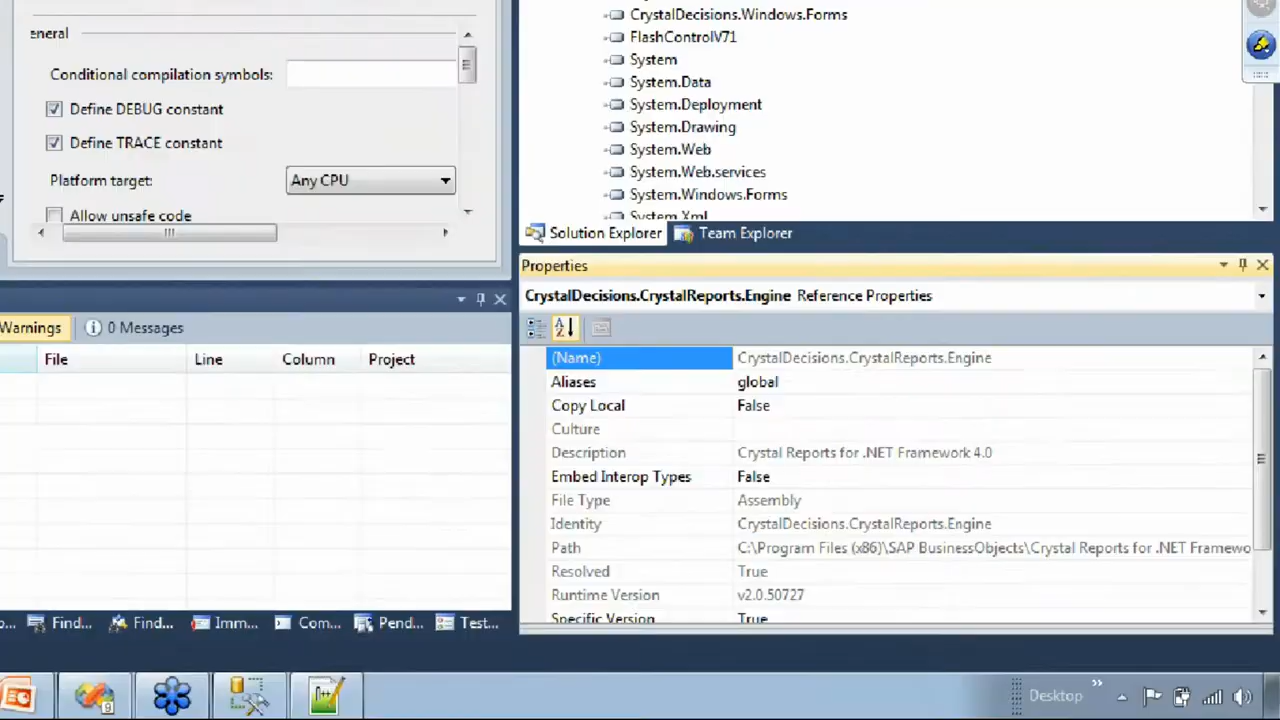 General
Conditional compilation symbols:
Define DEBUG constant
Define TRACE constant
Platform target: Any CPU
Allow unsafe code
CrystalDecisions.Windows.Forms
FlashControlV71
System
System.Data
System.Deployment
System.Drawing
System.Web
System.Web.services
System.Windows.Forms
System.Xml
Solution Explorer Team Explorer
Properties
CrystalDecisions.CrystalReports.Engine Reference Properties
(Name) CrystalDecisions.CrystalReports.Engine
Aliases global
Copy Local False
Culture
Description Crystal Reports for .NET Framework 4.0
Embed Interop Types False
File Type Assembly
Identity CrystalDecisions.CrystalReports.Engine
Path C:\Program Files (x86)\SAP BusinessObjects\Crystal Reports for .NET Framewo
Resolved True
Runtime Version v2.0.50727
Specific Version True
Warnings 0 Messages
File Line Column Project
o... Find... Find... Imm... Com... Pend... Test...
Desktop